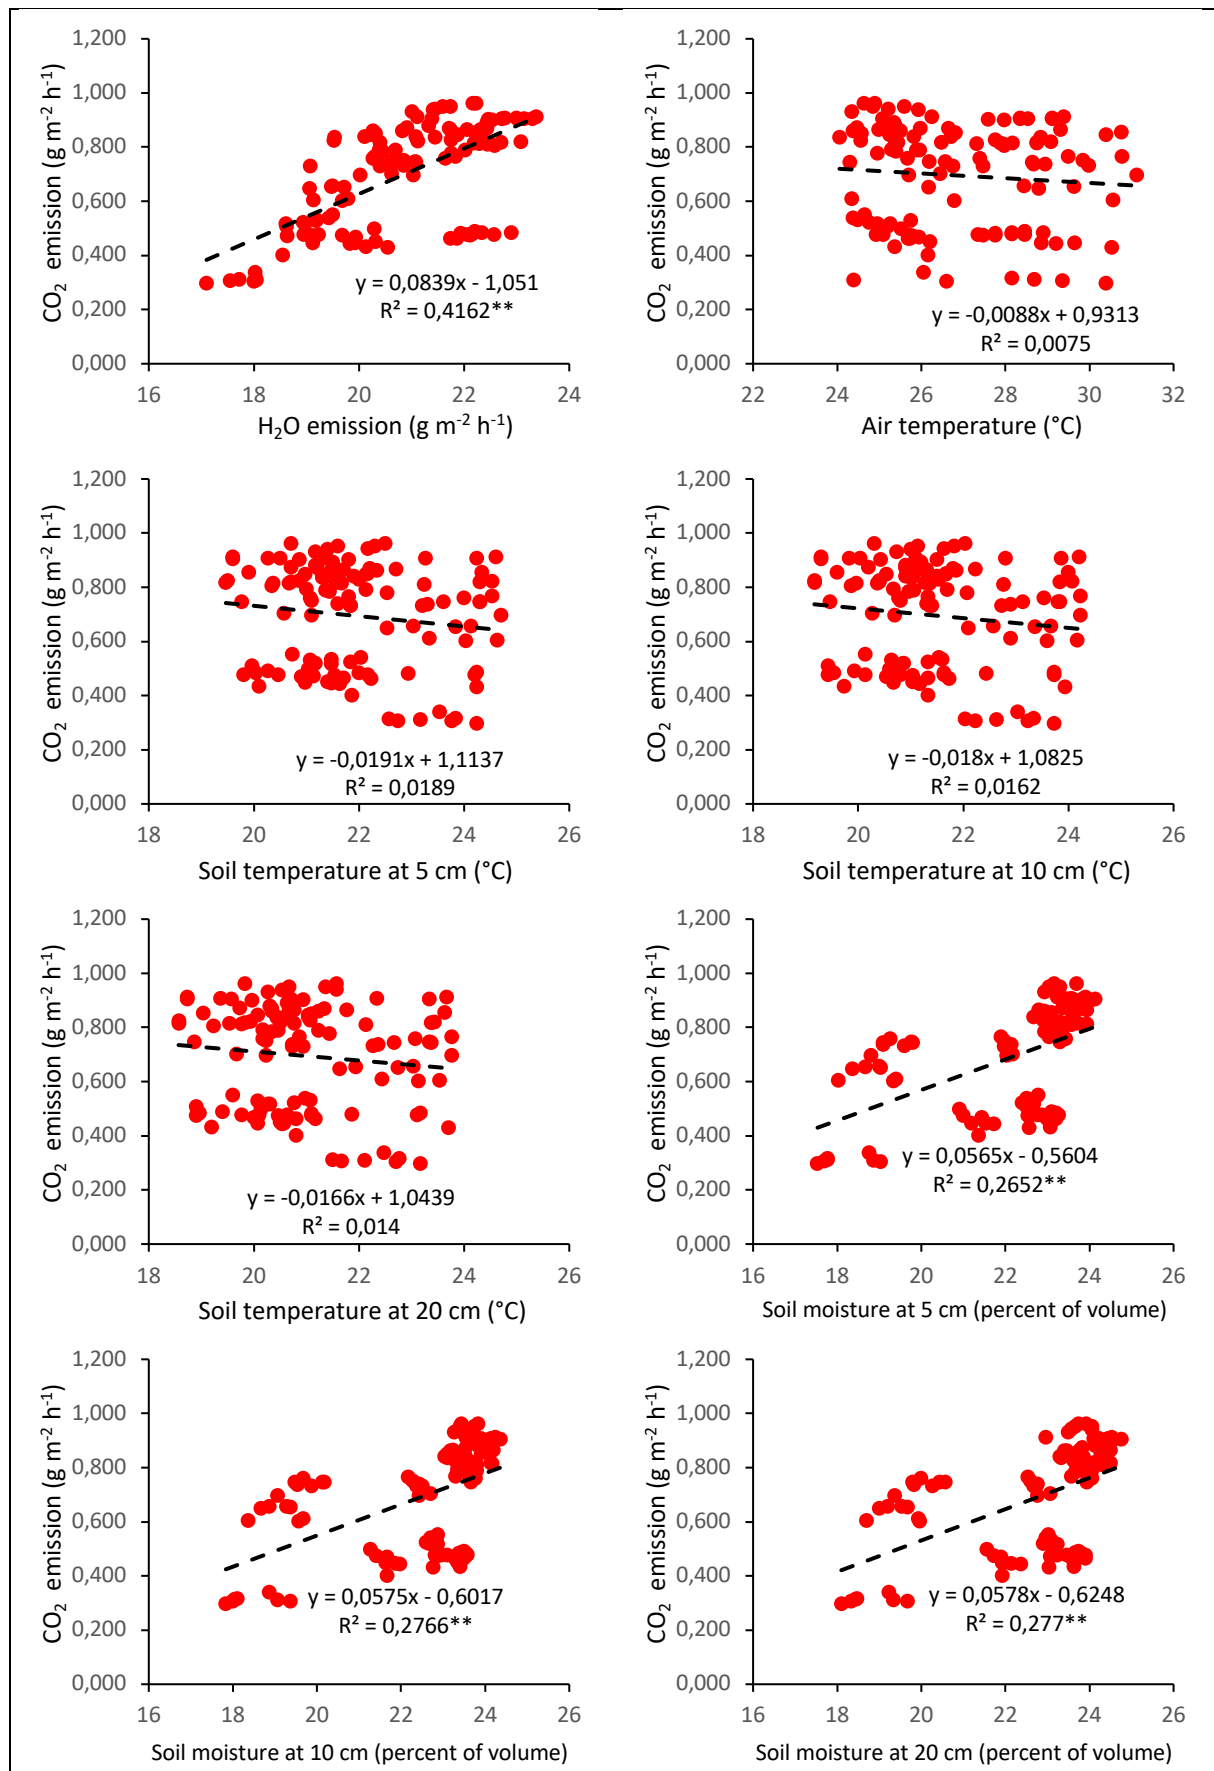 1,200
1,000
0,800
0,600
0,400
0,200
0,000
16 18 20 22 24
CO2 emission (g m-2 h-1)
H2O emission (g m-2 h-1)
y = 0,0839x - 1,051
R² = 0,4162**
1,200
1,000
0,800
0,600
0,400
0,200
0,000
22 24 26 28 30 32
CO2 emission (g m-2 h-1)
Air temperature (°C)
y = -0,0088x + 0,9313
R² = 0,0075
1,200
1,000
0,800
0,600
0,400
0,200
0,000
18 20 22 24 26
CO2 emission (g m-2 h-1)
Soil temperature at 5 cm (°C)
y = -0,0191x + 1,1137
R² = 0,0189
1,200
1,000
0,800
0,600
0,400
0,200
0,000
18 20 22 24 26
CO2 emission (g m-2 h-1)
Soil temperature at 10 cm (°C)
y = -0,018x + 1,0825
R² = 0,0162
1,200
1,000
0,800
0,600
0,400
0,200
0,000
18 20 22 24 26
CO2 emission (g m-2 h-1)
Soil temperature at 20 cm (°C)
y = -0,0166x + 1,0439
R² = 0,014
1,200
1,000
0,800
0,600
0,400
0,200
0,000
16 18 20 22 24 26
CO2 emission (g m-2 h-1)
Soil moisture at 5 cm (percent of volume)
y = 0,0565x - 0,5604
R² = 0,2652**
1,200
1,000
0,800
0,600
0,400
0,200
0,000
16 18 20 22 24 26
CO2 emission (g m-2 h-1)
Soil moisture at 10 cm (percent of volume)
y = 0,0575x - 0,6017
R² = 0,2766**
1,200
1,000
0,800
0,600
0,400
0,200
0,000
16 18 20 22 24 26
CO2 emission (g m-2 h-1)
Soil moisture at 20 cm (percent of volume)
y = 0,0578x - 0,6248
R² = 0,277**